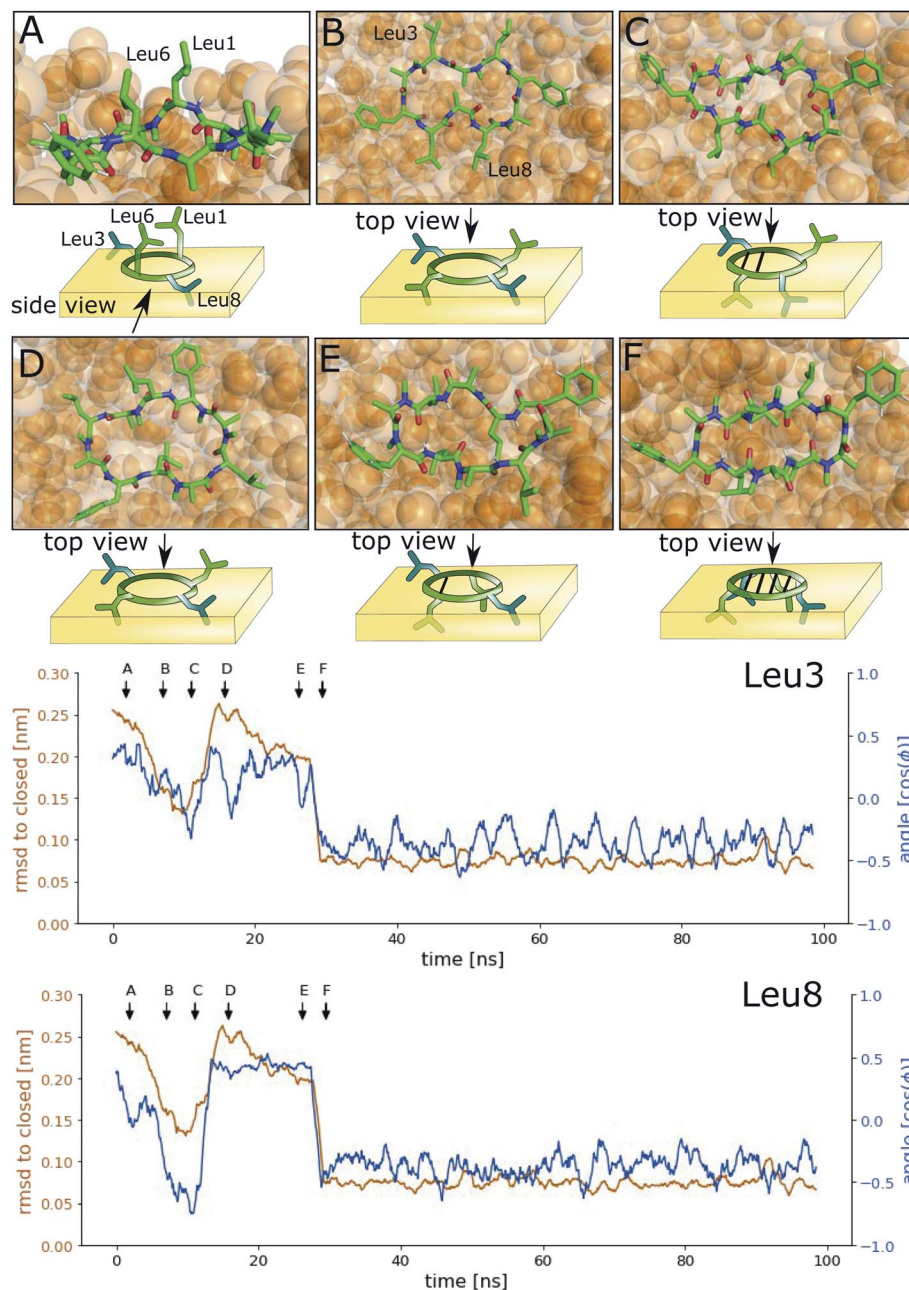 A
Leu6
Leu1
B
Leu3
Leu8
C
Leu3
Leu6
Leu1
Leu8
side view
top view
top view
D
E
F
top view
top view
top view
Leu3
A B C D E F
0.30
0.25
0.20
0.15
0.10
0.05
0.00
rmsd to closed [nm]
1.0
0.5
0.0
−0.5
−1.0
angle [cos(ϕ)]
0 20 40 60 80 100
time [ns]
Leu8
A B C D E F
0.30
0.25
0.20
0.15
0.10
0.05
0.00
rmsd to closed [nm]
1.0
0.5
0.0
−0.5
−1.0
angle [cos(ϕ)]
0 20 40 60 80 100
time [ns]